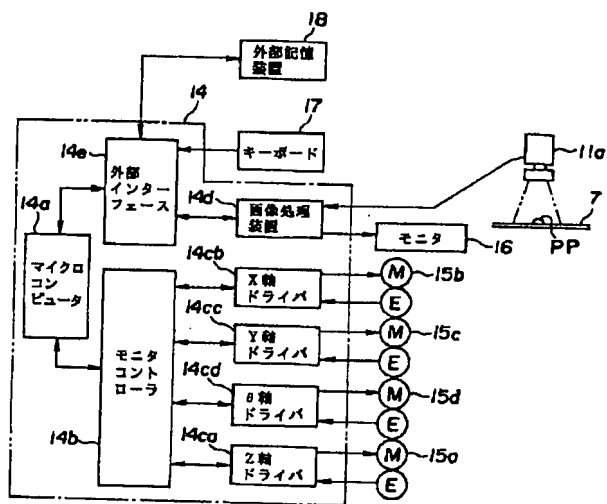 18
外部記憶
装置
14
17
キーボード
14e
外部
インター
フェース
14a
マイクロ
コン
ピュータ
14d
画像処理
装置
モニタ
16
11a
7
PP
14cb
X軸
ドライバ
M
15b
E
14cc
Y軸
ドライバ
M
15c
E
14cd
θ軸
ドライバ
M
15d
E
14ca
Z軸
ドライバ
M
15a
E
モニタ
コント
ローラ
14b